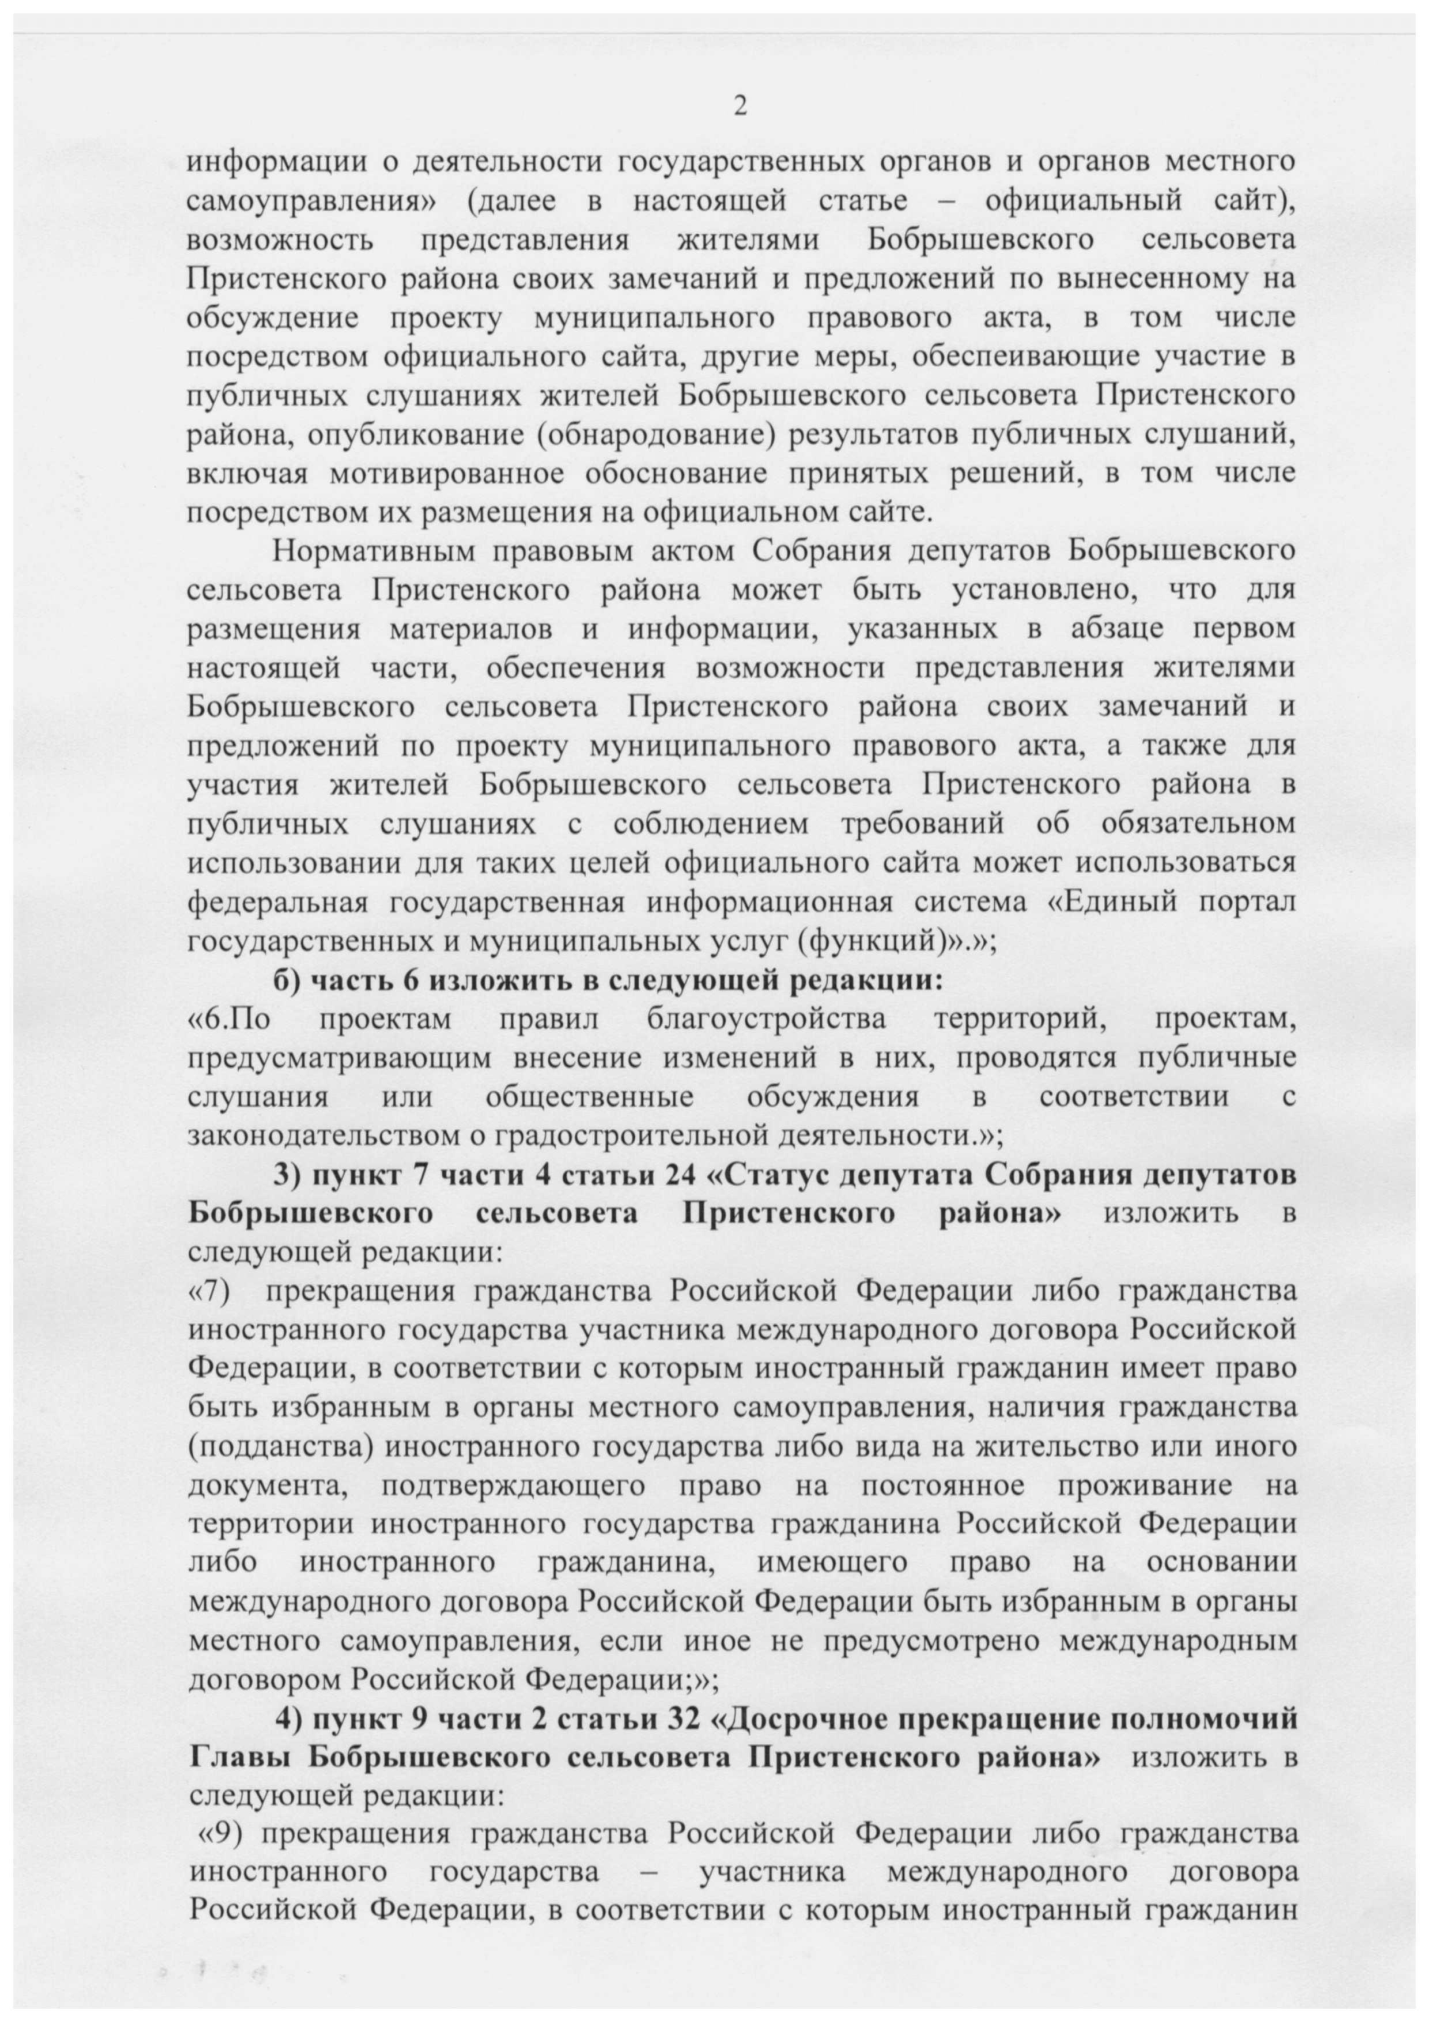 2
информации о деятельности государственных органов и органов местного
самоуправления» (далее в настоящей статье – официальный сайт),
возможность представления жителями Бобрышевского сельсовета
Пристенского района своих замечаний и предложений по вынесенному на
обсуждение проекту муниципального правового акта, в том числе
посредством официального сайта, другие меры, обеспеивающие участие в
публичных слушаниях жителей Бобрышевского сельсовета Пристенского
района, опубликование (обнародование) результатов публичных слушаний,
включая мотивированное обоснование принятых решений, в том числе
посредством их размещения на официальном сайте.
Нормативным правовым актом Собрания депутатов Бобрышевского
сельсовета Пристенского района может быть установлено, что для
размещения материалов и информации, указанных в абзаце первом
настоящей части, обеспечения возможности представления жителями
Бобрышевского сельсовета Пристенского района своих замечаний и
предложений по проекту муниципального правового акта, а также для
участия жителей Бобрышевского сельсовета Пристенского района в
публичных слушаниях с соблюдением требований об обязательном
использовании для таких целей официального сайта может использоваться
федеральная государственная информационная система «Единый портал
государственных и муниципальных услуг (функций)».»;
б) часть 6 изложить в следующей редакции:
«6.По проектам правил благоустройства территорий, проектам,
предусматривающим внесение изменений в них, проводятся публичные
слушания или общественные обсуждения в соответствии с
законодательством о градостроительной деятельности.»;
3) пункт 7 части 4 статьи 24 «Статус депутата Собрания депутатов
Бобрышевского сельсовета Пристенского района» изложить в
следующей редакции:
«7) прекращения гражданства Российской Федерации либо гражданства
иностранного государства участника международного договора Российской
Федерации, в соответствии с которым иностранный гражданин имеет право
быть избранным в органы местного самоуправления, наличия гражданства
(подданства) иностранного государства либо вида на жительство или иного
документа, подтверждающего право на постоянное проживание на
территории иностранного государства гражданина Российской Федерации
либо иностранного гражданина, имеющего право на основании
международного договора Российской Федерации быть избранным в органы
местного самоуправления, если иное не предусмотрено международным
договором Российской Федерации;»;
4) пункт 9 части 2 статьи 32 «Досрочное прекращение полномочий
Главы Бобрышевского сельсовета Пристенского района» изложить в
следующей редакции:
«9) прекращения гражданства Российской Федерации либо гражданства
иностранного государства – участника международного договора
Российской Федерации, в соответствии с которым иностранный гражданин